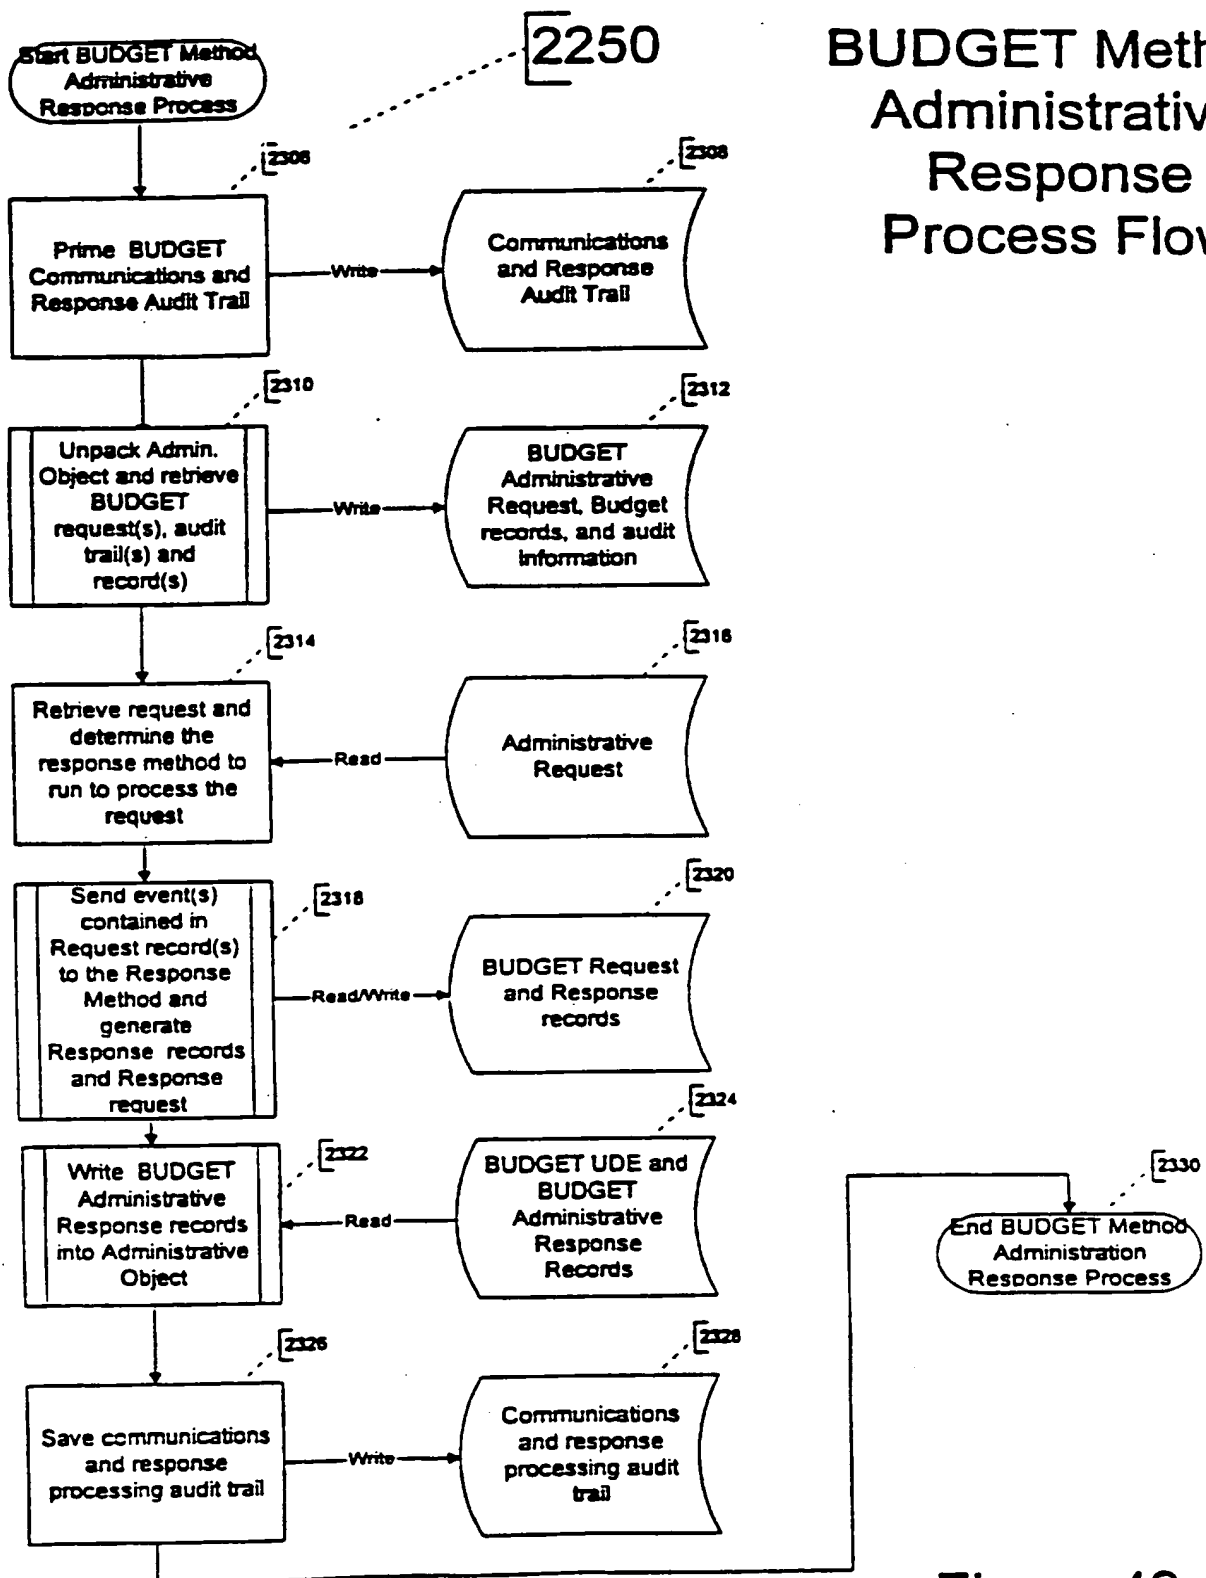 2250
BUDGET Meth
Administrativ
Response
Process Flow
Start BUDGET Method
Administrative
Response Process
2306
Prime BUDGET
Communications and
Response Audit Trail
Write
2308
Communications
and Response
Audit Trail
2310
Unpack Admin.
Object and retrieve
BUDGET
request(s), audit
trail(s) and
record(s)
Write
2312
BUDGET
Administrative
Request, Budget
records, and audit
Information
2314
Retrieve request and
determine the
response method to
run to process the
request
Read
2316
Administrative
Request
2318
Send event(s)
contained in
Request record(s)
to the Response
Method and
generate
Response records
and Response
request
Read/Write
2320
BUDGET Request
and Response
records
2322
Write BUDGET
Administrative
Response records
into Administrative
Object
Read
2324
BUDGET UDE and
BUDGET
Administrative
Response
Records
2326
Save communications
and response
processing audit trail
Write
2328
Communications
and response
processing audit
trail
2330
End BUDGET Method
Administration
Response Process